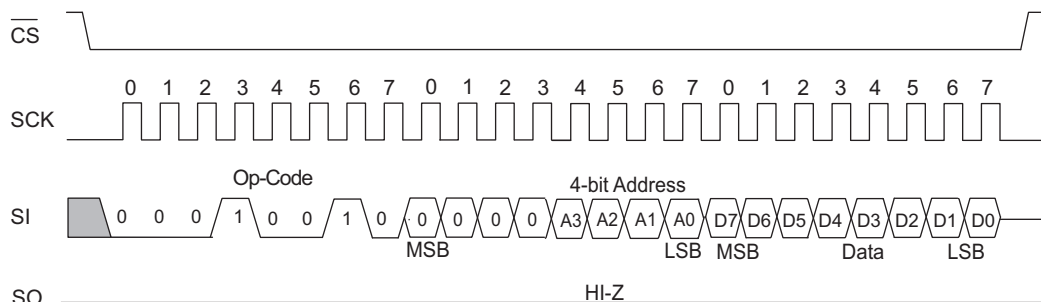 CS
0 1 2 3 4 5 6 7 0 1 2 3 4 5 6 7 0 1 2 3 4 5 6 7
SCK
Op-Code 4-bit Address
SI 0 0 0 1 0 0 1 0 0 0 0 0 A3 A2 A1 A0 D7 D6 D5 D4 D3 D2 D1 D0
MSB LSB MSB Data LSB
HI-Z
SO